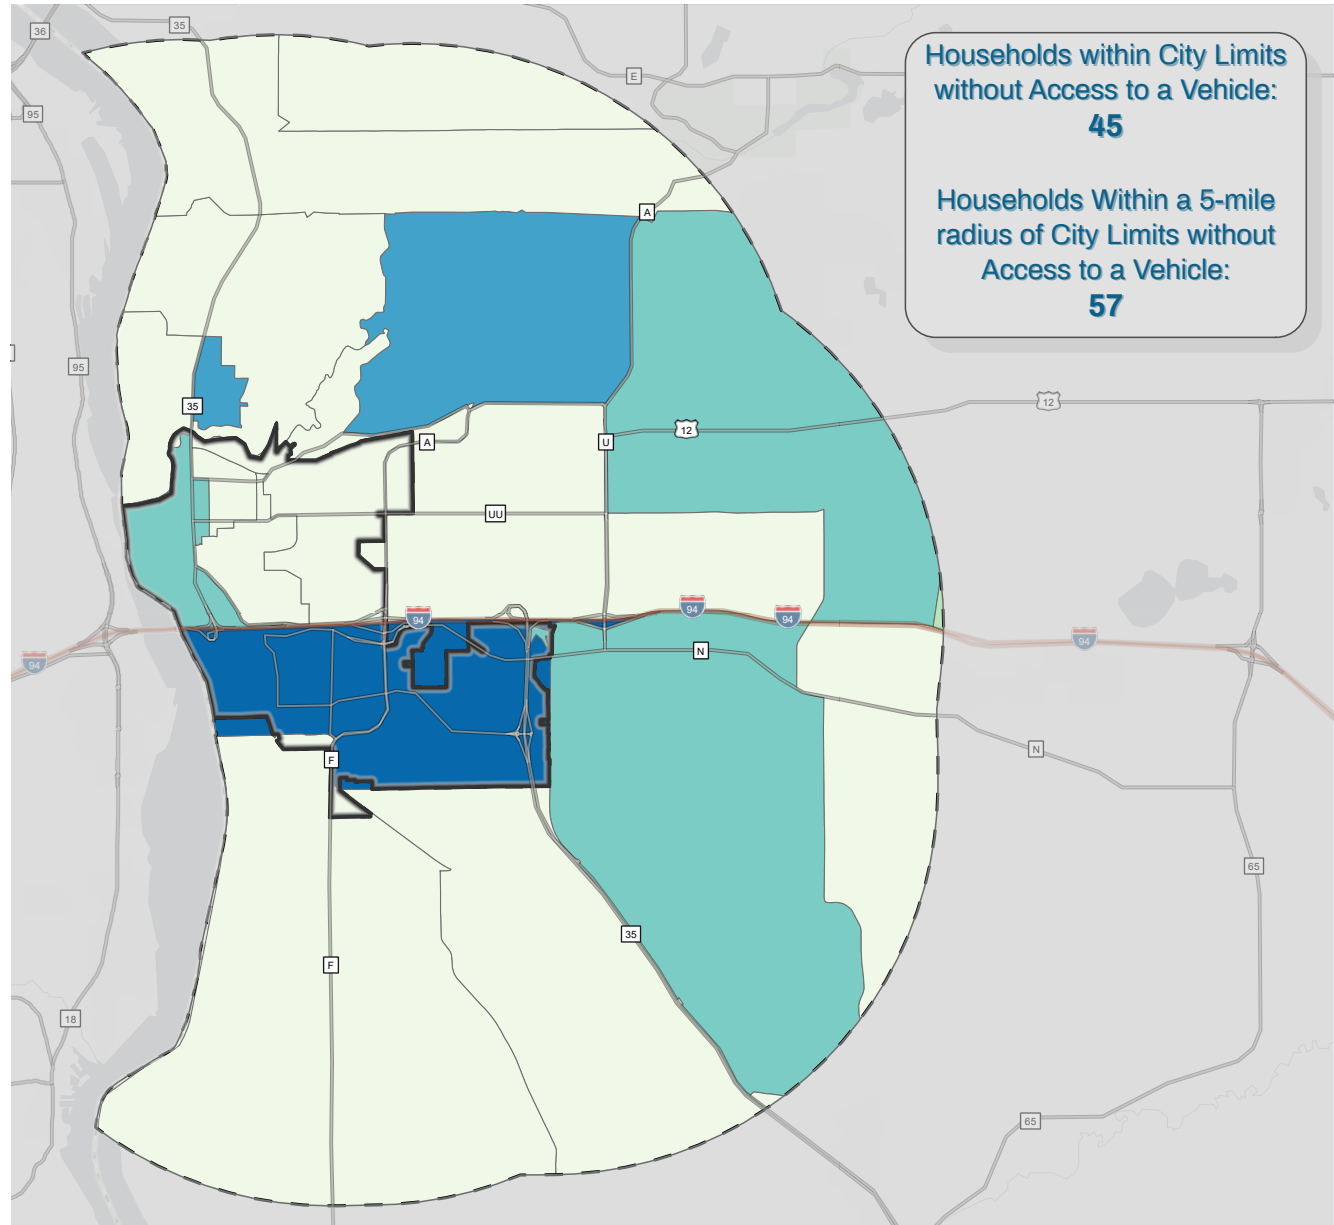 36
35
E
95
Households within City Limits
without Access to a Vehicle:
45
Households Within a 5-mile
radius of City Limits without
Access to a Vehicle:
57
A
95
35
12
12
A
U
UU
94
94
94
94
94
N
N
F
65
35
F
18
65